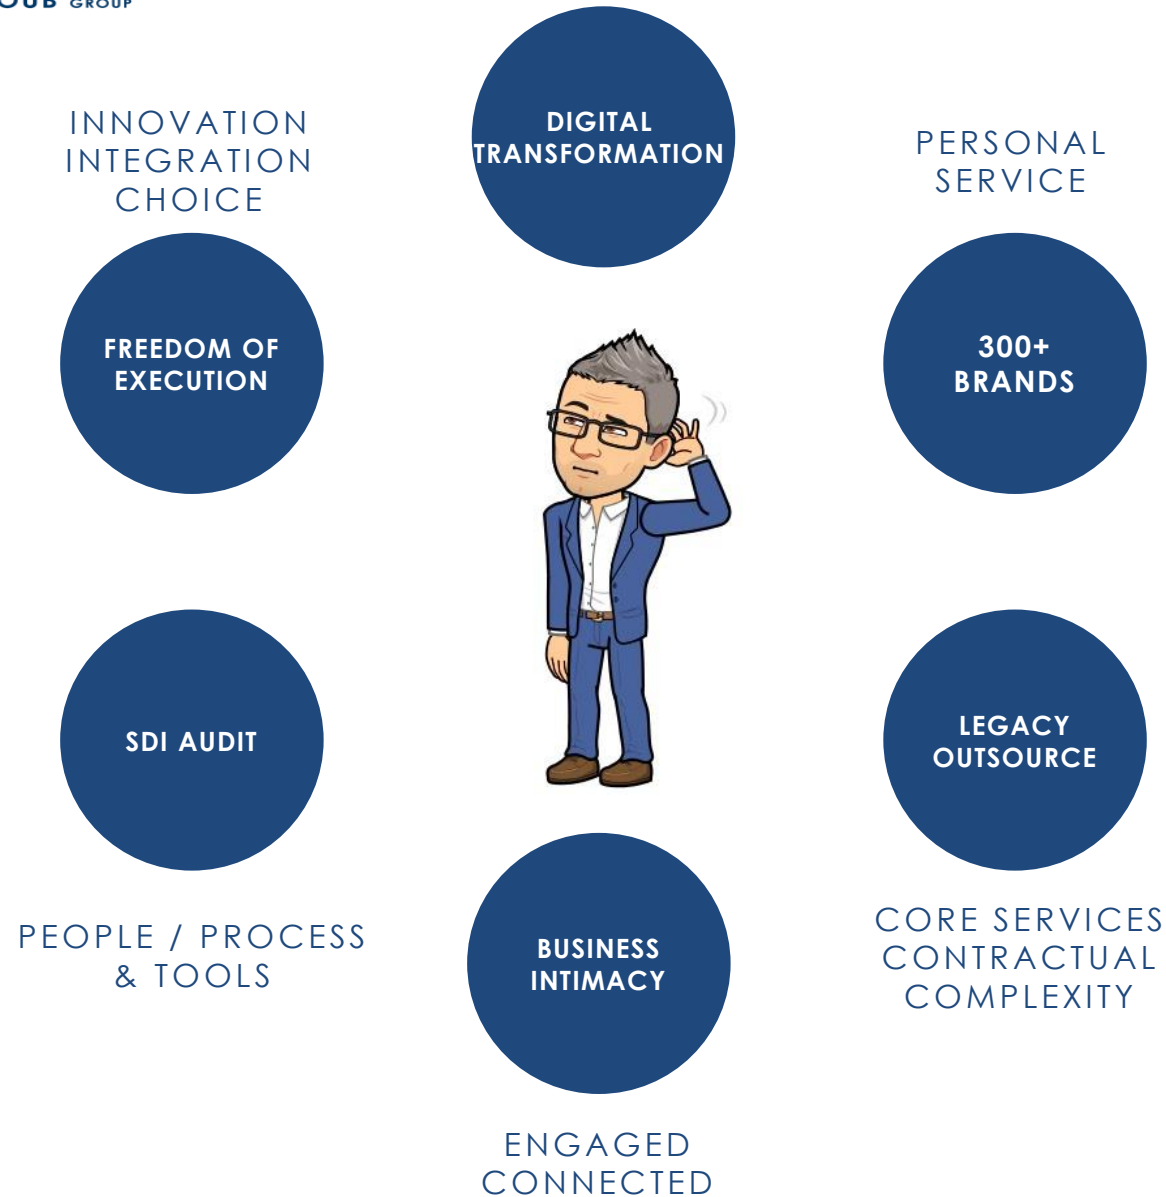 GROUP
DIGITAL
TRANSFORMATION
INNOVATION
INTEGRATION
CHOICE
PERSONAL
SERVICE
FREEDOM OF
EXECUTION
300+
BRANDS
SDI AUDIT
LEGACY
OUTSOURCE
PEOPLE / PROCESS
& TOOLS
BUSINESS
INTIMACY
CORE SERVICES
CONTRACTUAL
COMPLEXITY
ENGAGED
CONNECTED